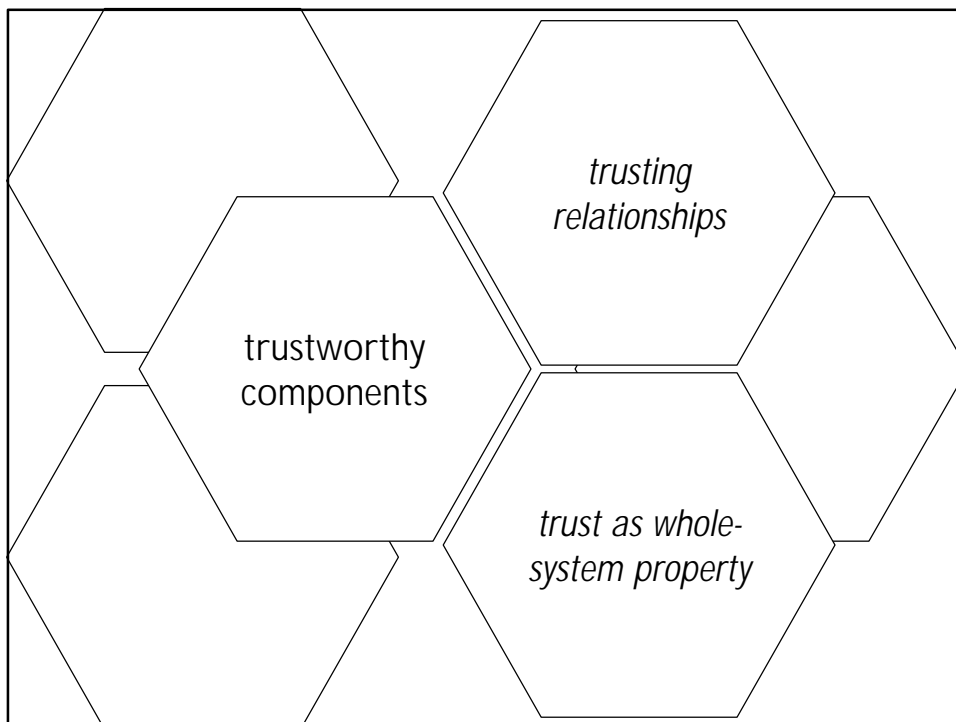 trusting
relationships
trustworthy
components
trust as whole-
system property